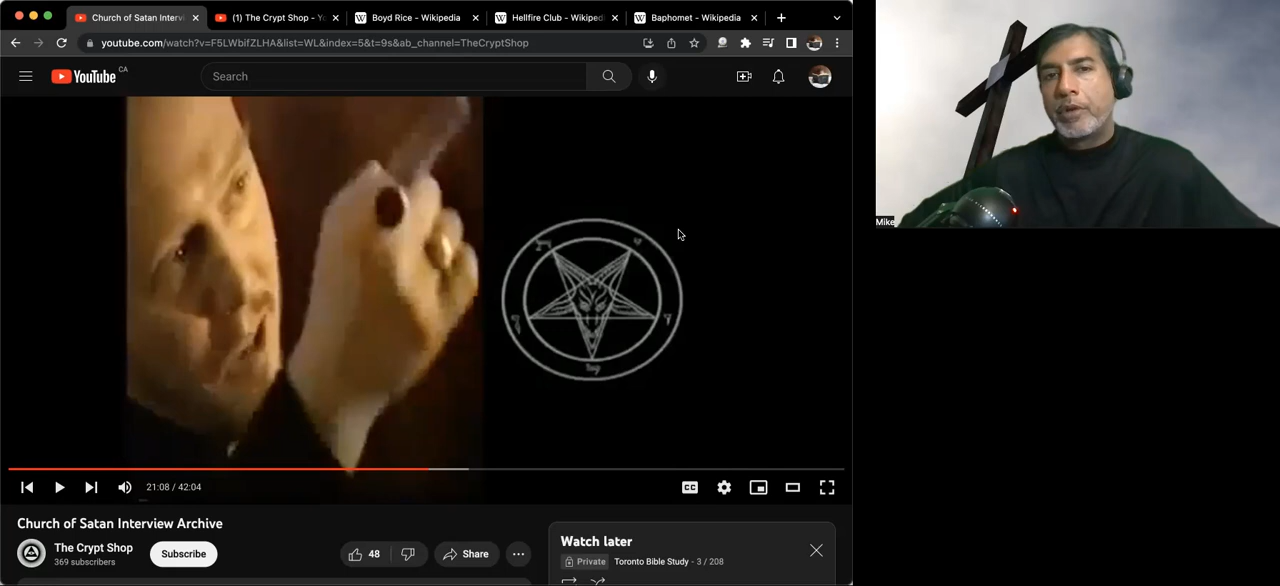 Church of Satan Intervi
(1) The Crypt Shop - Yo
Boyd Rice - Wikipedia
Hellfire Club - Wikiped
Baphomet - Wikipedia
youtube.com/watch?v=F5LWbifZLHA&list=WL&index=5&t=9s&ab_channel=TheCryptShop
YouTube CA
Search
Mike
21:08 / 42:04
CC
Church of Satan Interview Archive
The Crypt Shop
369 subscribers
Subscribe
48
Share
Watch later
Private
Toronto Bible Study - 3 / 208